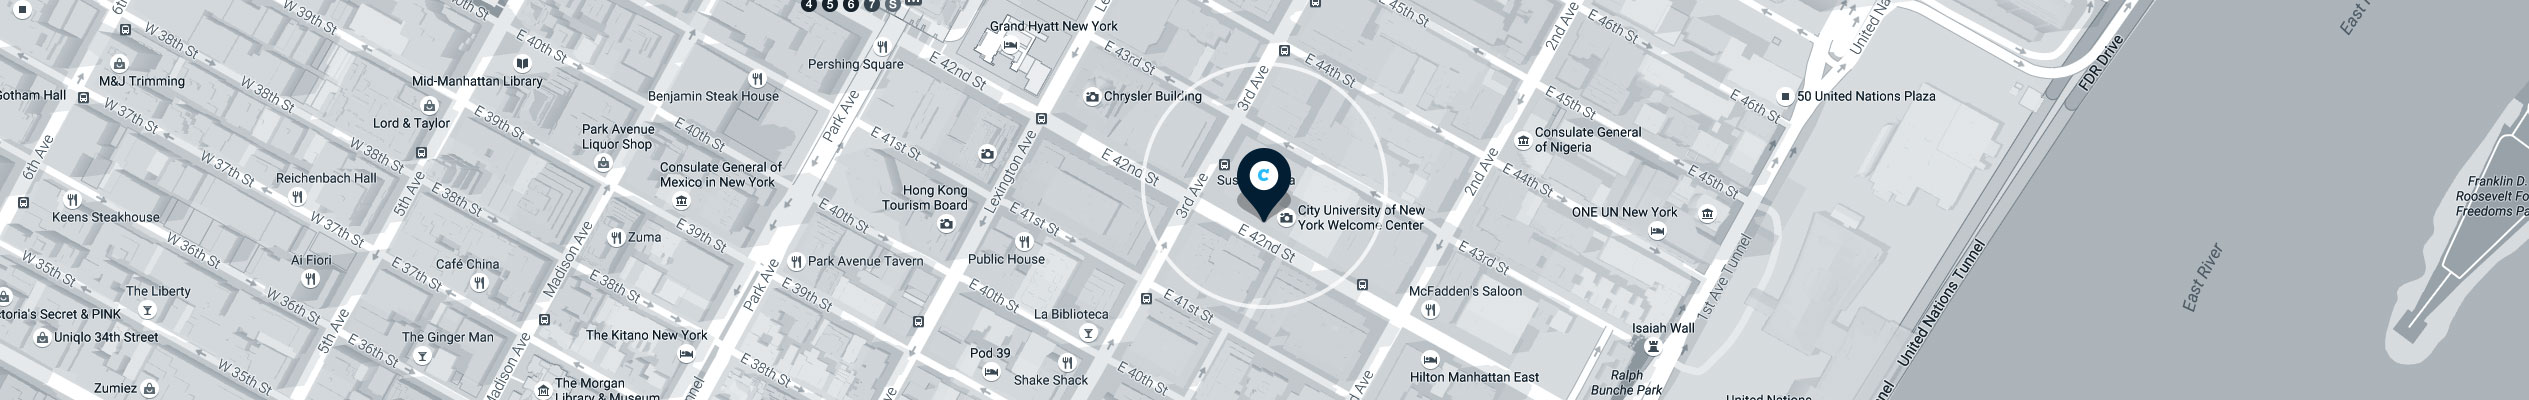 4 5 6 7 S
Grand Hyatt New York
Pershing Square
M&J Trimming
Mid-Manhattan Library
Gotham Hall
Lord & Taylor
Benjamin Steak House
Chrysler Building
50 United Nations Plaza
Park Avenue
Liquor Shop
Consulate General of
Mexico in New York
Consulate General
of Nigeria
Reichenbach Hall
Hong Kong
Tourism Board
Keens Steakhouse
City University of New
York Welcome Center
ONE UN New York
Zuma
Public House
Park Avenue Tavern
Ai Fiori
Café China
The Liberty
McFadden's Saloon
La Biblioteca
Uniqlo 34th Street
The Ginger Man
The Kitano New York
Isaiah Wall
Pod 39
Shake Shack
Hilton Manhattan East
Zumiez
The Morgan
Library & Museum
Ralph
Bunche Park
United Nations
Franklin D.
W 39th St
W 38th St
W 38th St
W 38th St
W 37th St
W 37th St
W 37th St
W 36th St
W 36th St
W 35th St
W 35th St
E 40th St
E 39th St
E 40th St
E 38th St
E 39th St
E 37th St
E 38th St
E 36th St
E 39th St
E 38th St
E 42nd St
E 41st St
E 40th St
E 43rd St
E 42nd St
E 41st St
E 40th St
E 42nd St
E 41st St
E 40th St
E 45th St
E 44th St
E 46th St
E 45th St
E 46th St
E 44th St
E 45th St
E 43rd St
6th Ave
5th Ave
5th Ave
Madison Ave
Madison Ave
Park Ave
Park Ave
Lexington Ave
3rd Ave
3rd Ave
2nd Ave
2nd Ave
1st Ave Tunnel
United Nations Tunnel
FDR Drive
East River
C